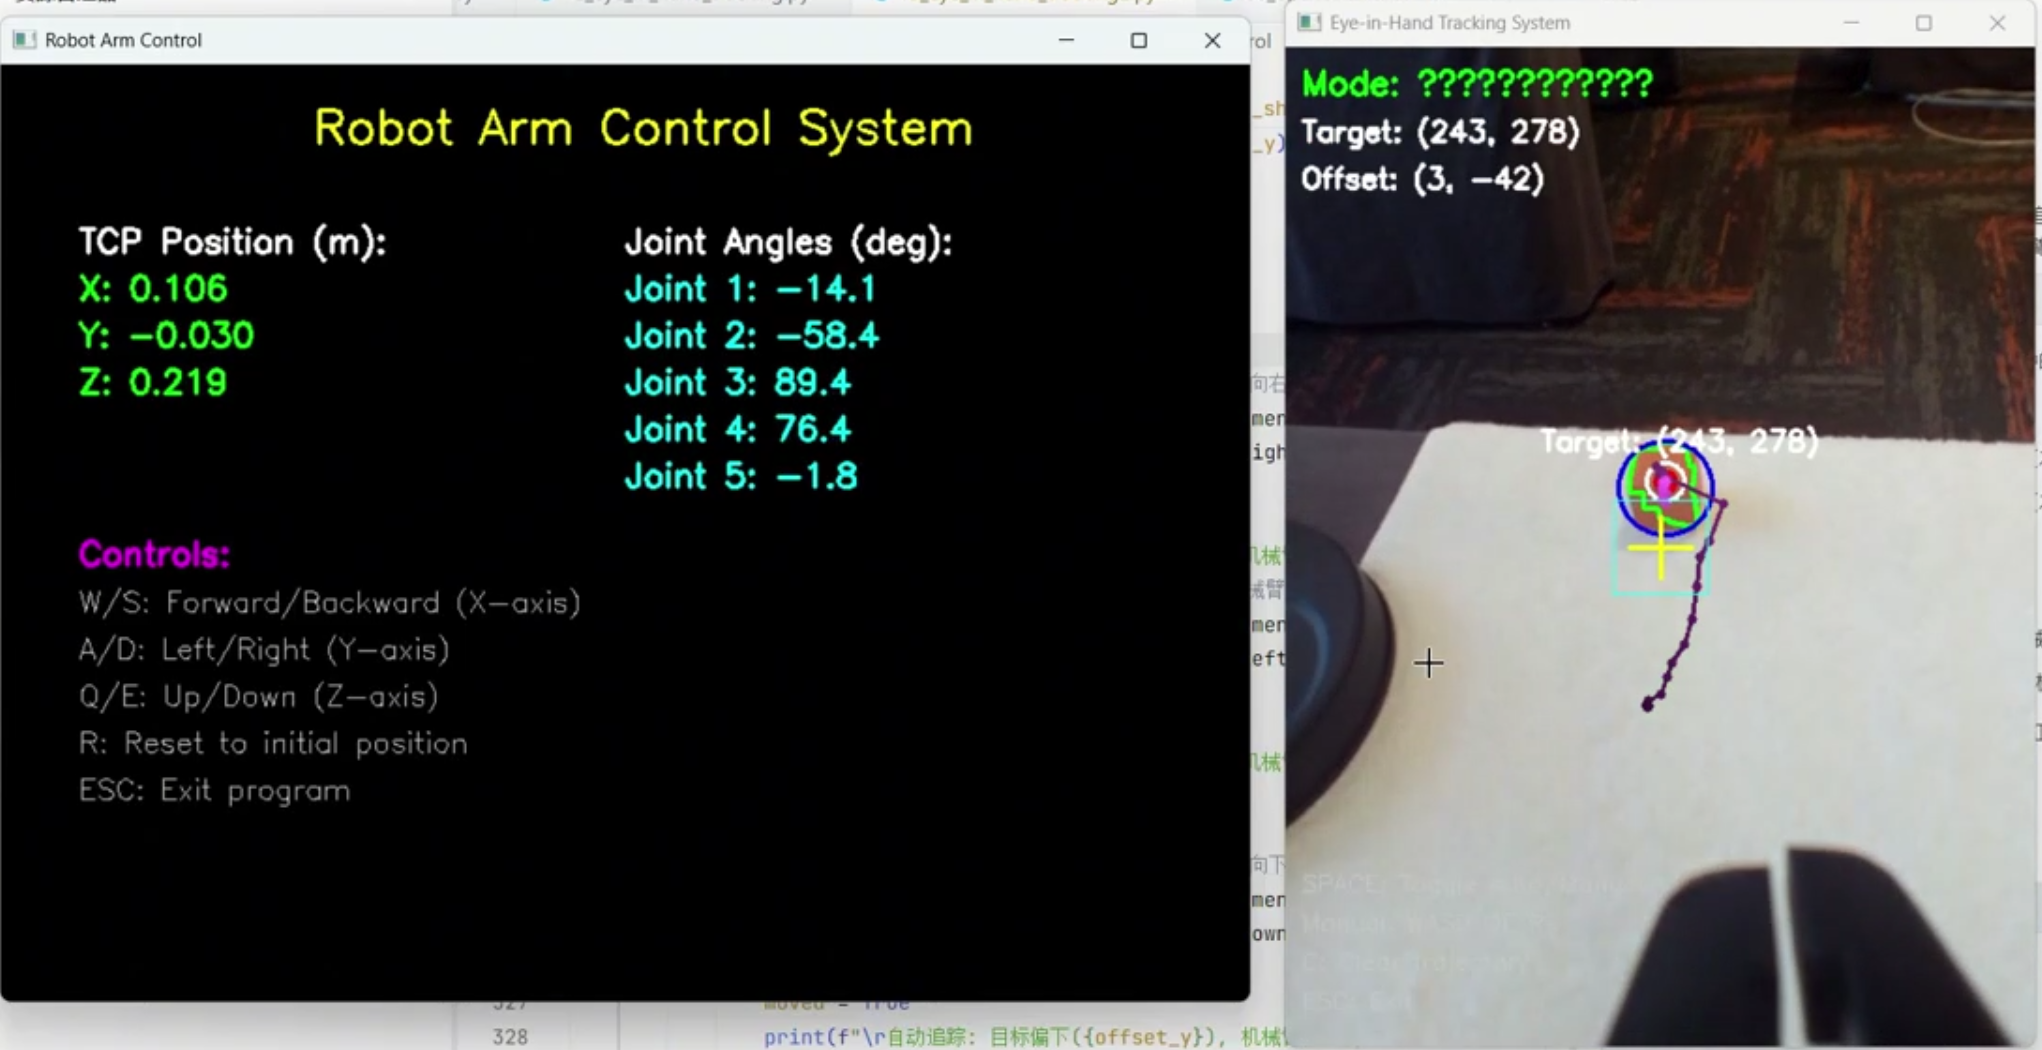 Robot Arm Control
Robot Arm Control System
TCP Position (m):
X: 0.106
Y: -0.030
Z: 0.219
Joint Angles (deg):
Joint 1: -14.1
Joint 2: -58.4
Joint 3: 89.4
Joint 4: 76.4
Joint 5: -1.8
Controls:
W/S: Forward/Backward (X-axis)
A/D: Left/Right (Y-axis)
Q/E: Up/Down (Z-axis)
R: Reset to initial position
ESC: Exit program
Eye-in-Hand Tracking System
Mode: ????????????
Target: (243, 278)
Offset: (3, -42)
Target: (243, 278)
SPACE: Toggle
327 moved = True
328 print(f"\r自动追踪: 目标偏下({offset_y}), 机械